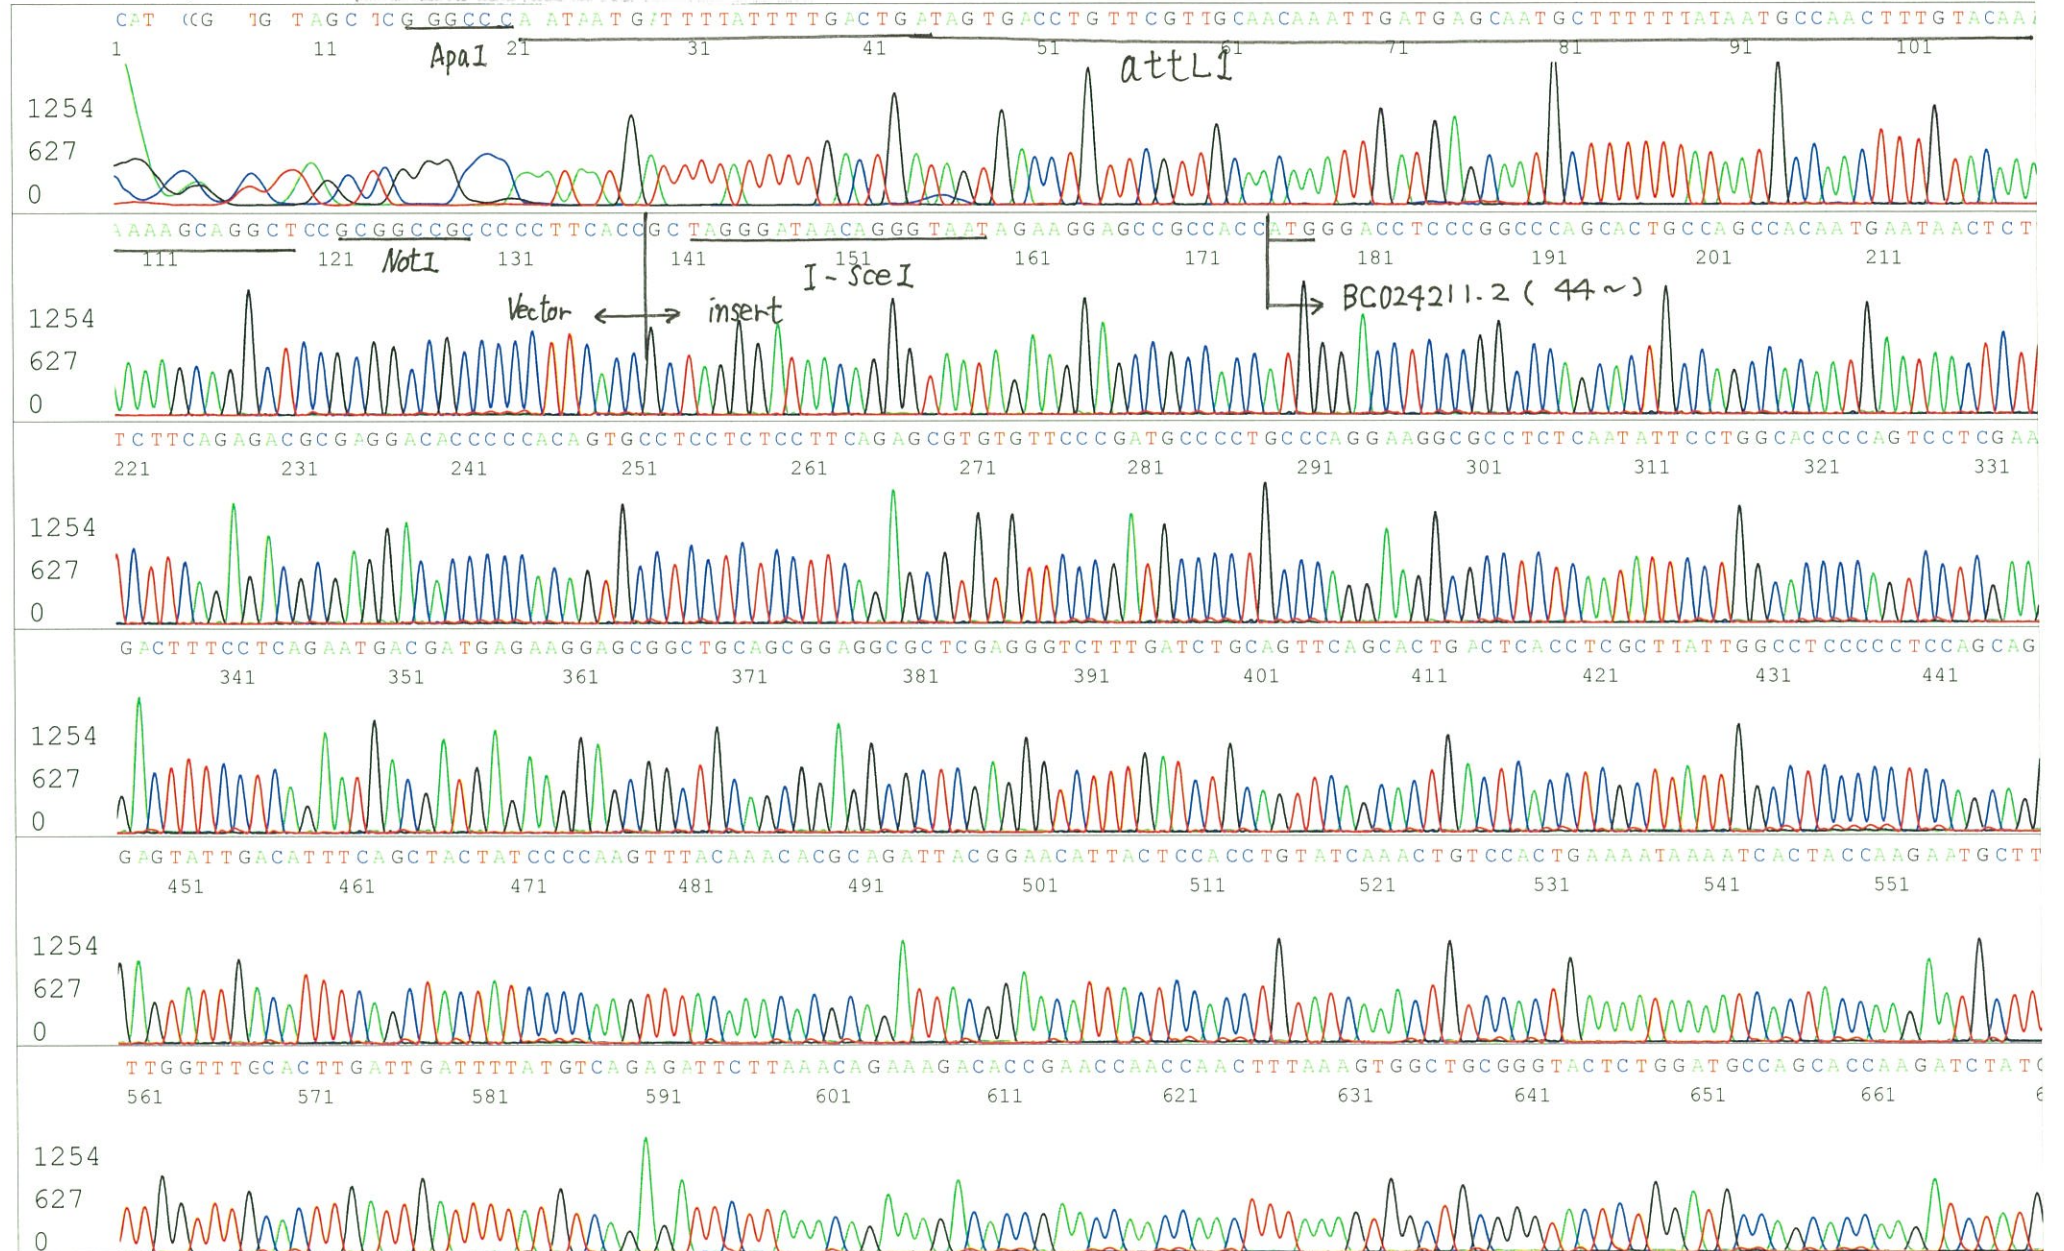 CAT CCG TG TAGC TCG GGCCCA ATAATGATTTTATTTTGACTGATAGTGACCTGTTCGTTGCAACAAATTGATGAGCAATGCTTTTTTATAATGCCAACTTTGTACAAA
1 11 ApaI 21 31 41 51 61 71 81 91 101
attL1
1254
627
0
AAAAGCAGGCTCCGCGGCCGCCCCCTTCACCGCTAGGGATAACAGGGTAATAGAAGGAGCCGCCACCATGGGACCTCCCGGCCCAGCACTGCCAGCCACAATGAATAACTCT
111 121 NotI 131 141 151 161 171 181 191 201 211
I-SceI
Vector insert BC024211.2 ( 44~)
1254
627
0
TCTTCAGAGACGCGAGGACACCCCCACAGTGCCTCCTCTCCTTCAGAGCGTGTGTTCCCGATGCCCCTGCCCAGGAAGGCGCCTCTCAATATTCCTGGCACCCCAGTCCTCGAA
221 231 241 251 261 271 281 291 301 311 321 331
1254
627
0
GACTTTCCTCAGAATGACGATGAGAAGGAGCGGCTGCAGCGGAGGCGCTCGAGGGTCTTTGATCTGCAGTTCAGCACTGACTCACCTCGCTTATTGGCCTCCCCCTCCAGCAG
341 351 361 371 381 391 401 411 421 431 441
1254
627
0
GAGTATTGACATTTCAGCTACTATCCCCAAGTTTACAAACACGCAGATTACGGAACATTACTCCACCTGTATCAAACTGTCCACTGAAAATAAAATCACTACCAAGAATGCTT
451 461 471 481 491 501 511 521 531 541 551
1254
627
0
TTGGTTTGCACTTGATTGATTTTATGTCAGAGATTCTTAAACAGAAAGACACCGAACCAACCAACTTTAAAGTGGCTGCGGGTACTCTGGATGCCAGCACCAAGATCTATG
561 571 581 591 601 611 621 631 641 651 661
1254
627
0